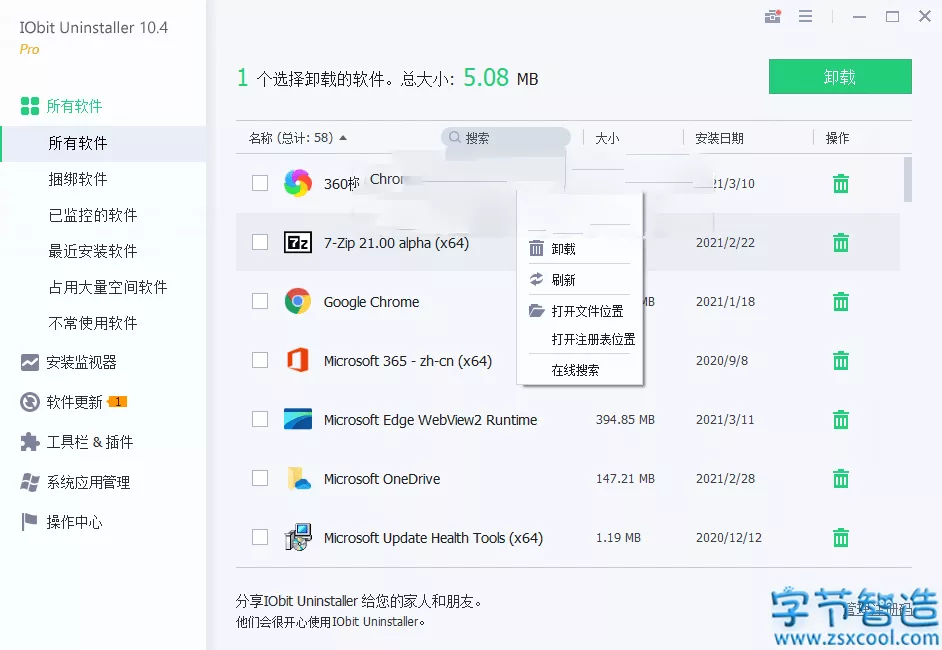 IObit Uninstaller 10.4
Pro
所有软件
所有软件
捆绑软件
已监控的软件
最近安装软件
占用大量空间软件
不常使用软件
安装监视器
软件更新 1
工具栏 & 插件
系统应用管理
操作中心
1 个选择卸载的软件。总大小: 5.08 MB
卸载
名称 (总计: 58) 搜索 大小 安装日期 操作
Chrom
7-Zip 21.00 alpha (x64) 2021/2/22
Google Chrome MB 2021/1/18
Microsoft 365 - zh-cn (x64) 2020/9/8
Microsoft Edge WebView2 Runtime 394.85 MB 2021/3/11
Microsoft OneDrive 147.21 MB 2021/2/28
Microsoft Update Health Tools (x64) 1.19 MB 2020/12/12
卸载
刷新
打开文件位置
打开注册表位置
在线搜索
分享IObit Uninstaller 给您的家人和朋友。
他们会很开心使用IObit Uninstaller。
字节智造
www.zsxcool.com